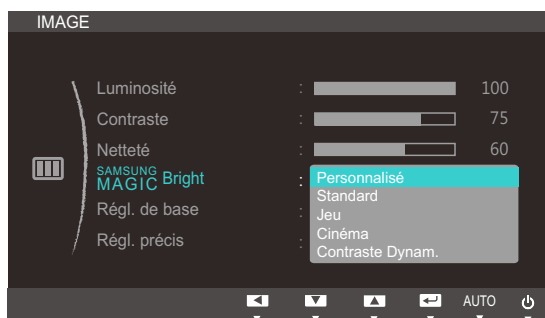 IMAGE
Luminosité : 100
Contraste : 75
Netteté : 60
SAMSUNG MAGIC Bright : Personnalisé
Standard
Régl. de base : Jeu
Cinéma
Régl. précis : Contraste Dynam.
AUTO